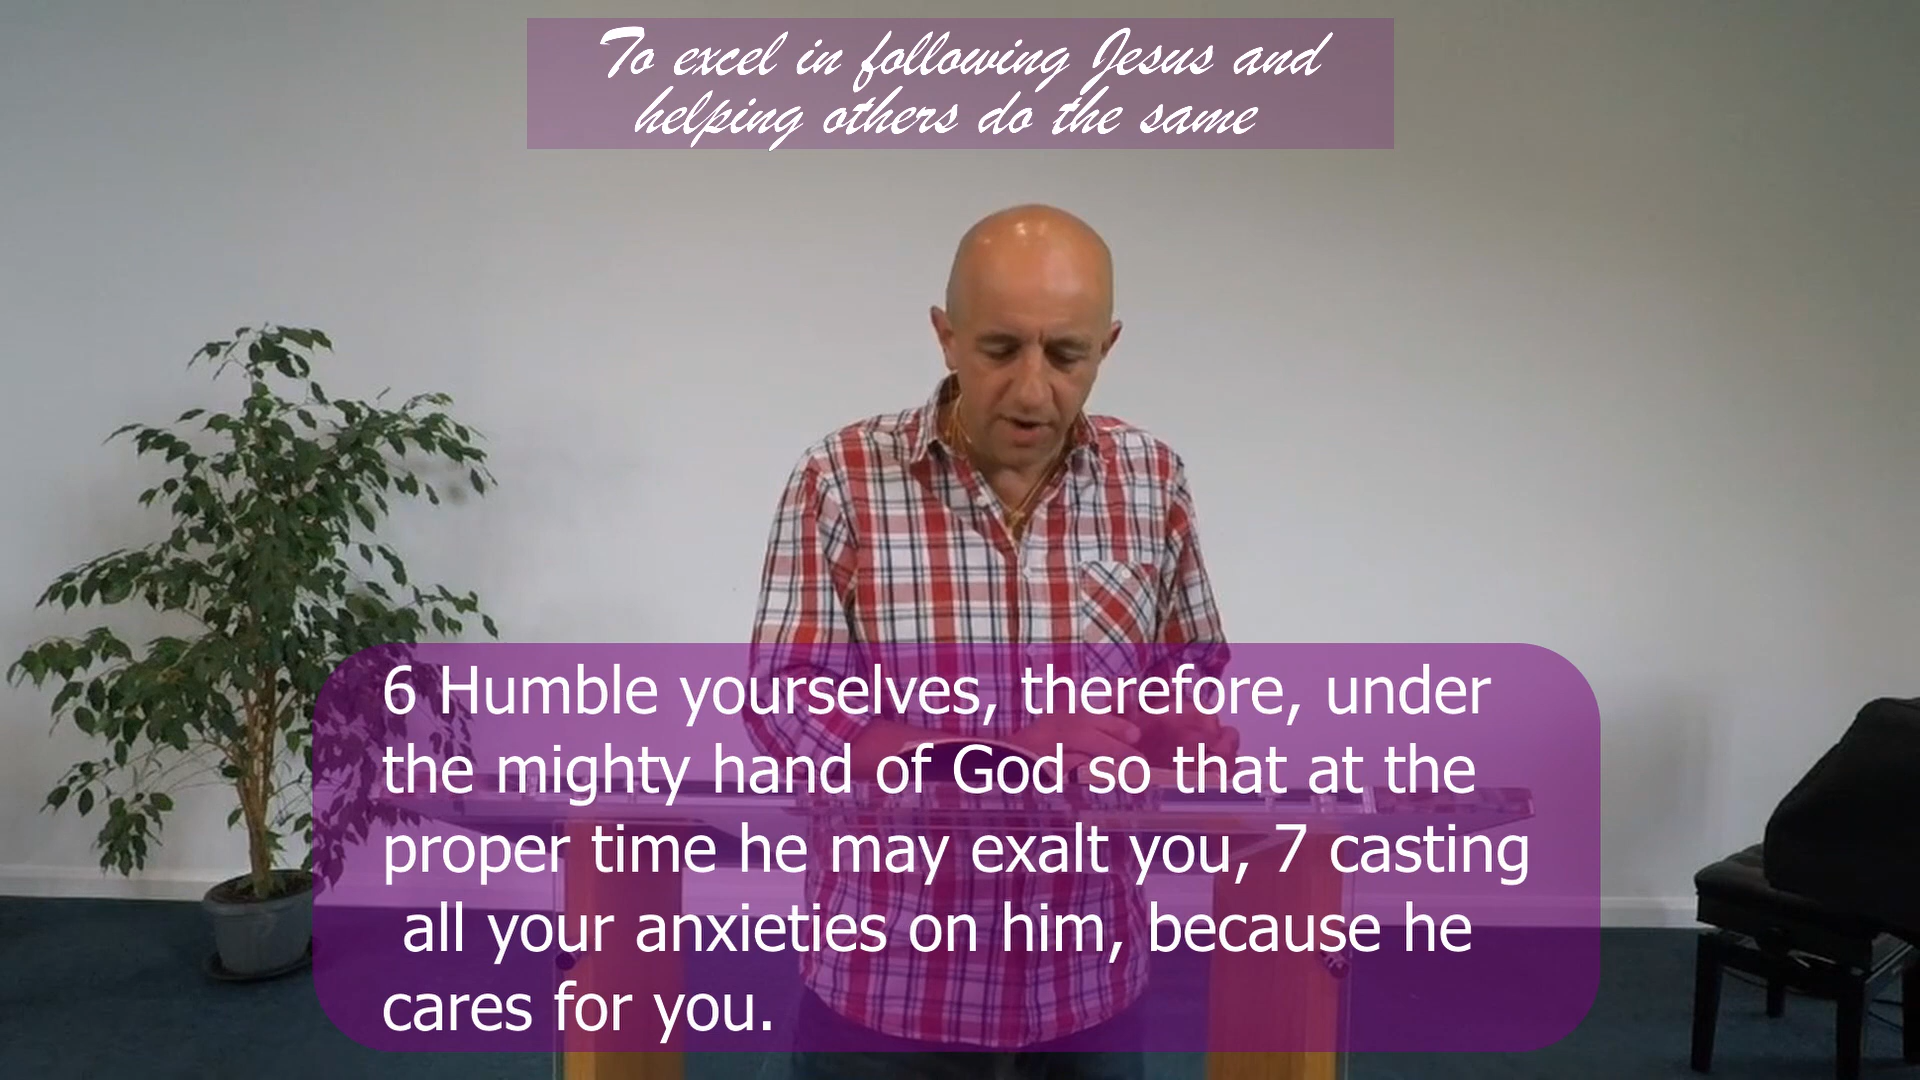 To excel in following Jesus and
helping others do the same
6 Humble yourselves, therefore, under
the mighty hand of God so that at the
proper time he may exalt you, 7 casting
all your anxieties on him, because he
cares for you.